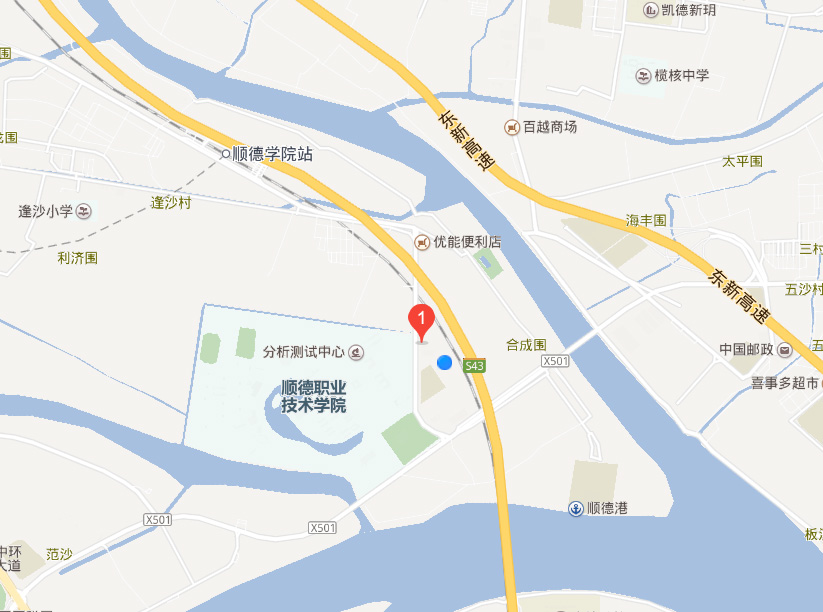 凯德新玥
榄核中学
围
东新高速
百越商场
围
顺德学院站
太平围
逢沙小学
逢沙村
海丰围
优能便利店
三村
利济围
东新高速
五沙村
1
合成围
分析测试中心
X501
中国邮政
五
S43
喜事多超市
顺德职业
技术学院
顺德港
X501
X501
板沙
中环
大道
范沙